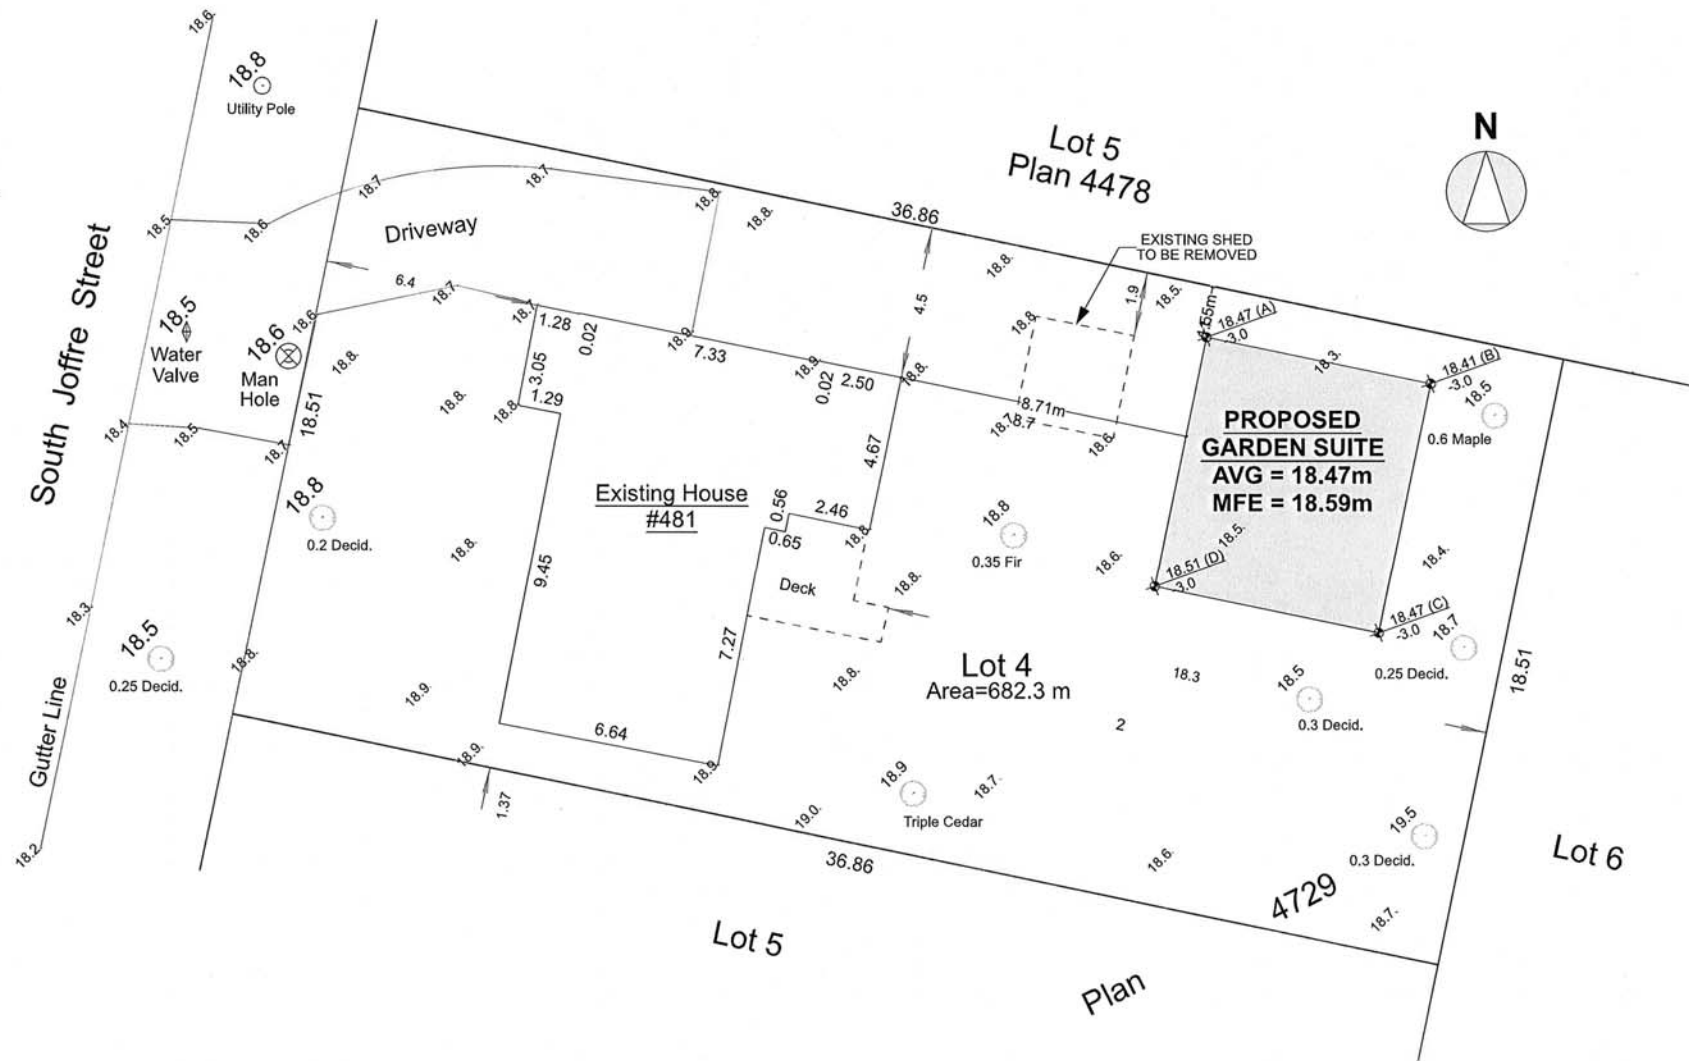 18.6.
18.8
Utility Pole
Lot 5
Plan 4478
N
18.7
18.7
18.8.
18.8.
36.86
18.5
18.6.
Driveway
EXISTING SHED
TO BE REMOVED
South Joffre Street
6.4
18.7
4.5
18.8.
1.9
18.5.
18.47 (A)
-3.0
18.5
Water
Valve
18.6
18.6
Man
Hole
18.51
18.7
1.28
0.02
18.9
7.33
18.9.
0.02
2.50
18.8.
18.8
18.3.
18.41 (B)
-3.0
18.5
0.6 Maple
18.8.
18.8.
3.05
1.29
18.8
8.71m
18.7
8.7
18.6
PROPOSED
GARDEN SUITE
AVG = 18.47m
MFE = 18.59m
18.4
18.5
18.7
4.67
18.8
0.2 Decid.
Existing House
#481
0.56
2.46
0.65
18.8
18.8
0.35 Fir
18.6.
18.5.
18.4.
18.8.
9.45
Deck
18.8.
18.51 (D)
-3.0
18.3.
18.5
0.25 Decid.
18.8.
7.27
18.8.
Lot 4
Area=682.3 m
2
18.3
18.5
0.3 Decid.
18.47 (C)
-3.0
18.7
0.25 Decid.
18.51
Gutter Line
18.9.
6.64
18.9.
18.9.
18.9
Triple Cedar
18.7.
1.37
19.0.
36.86
18.6.
19.5
0.3 Decid.
Lot 6
18.2
4729
18.7.
Lot 5
Plan